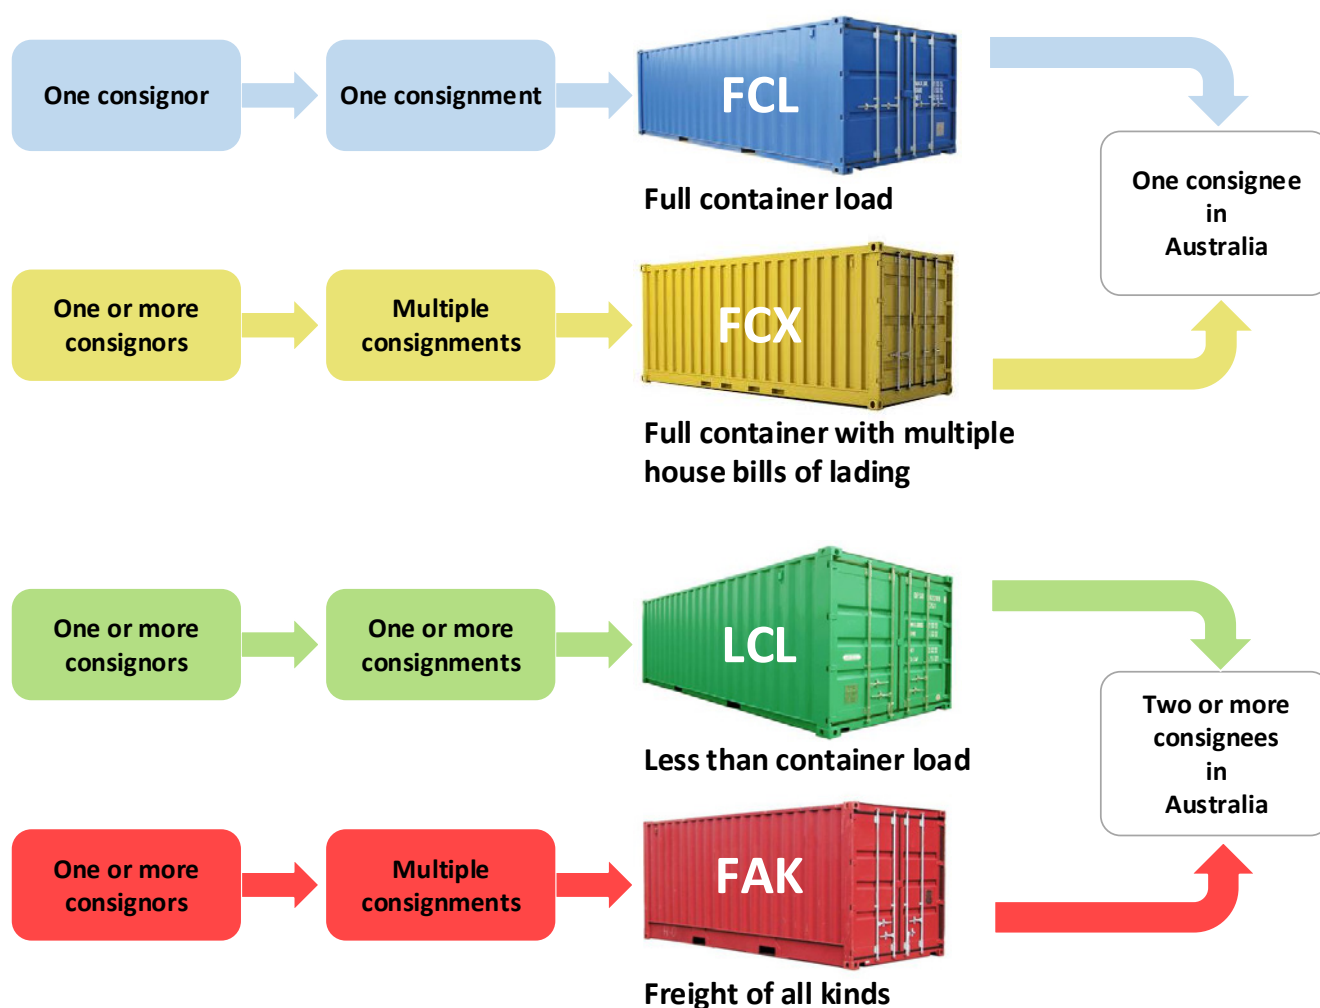 One consignor
One consignment
FCL
Full container load
One consignee
in
Australia
One or more
consignors
Multiple
consignments
FCX
Full container with multiple
house bills of lading
One or more
consignors
One or more
consignments
LCL
Less than container load
Two or more
consignees
in
Australia
One or more
consignors
Multiple
consignments
FAK
Freight of all kinds